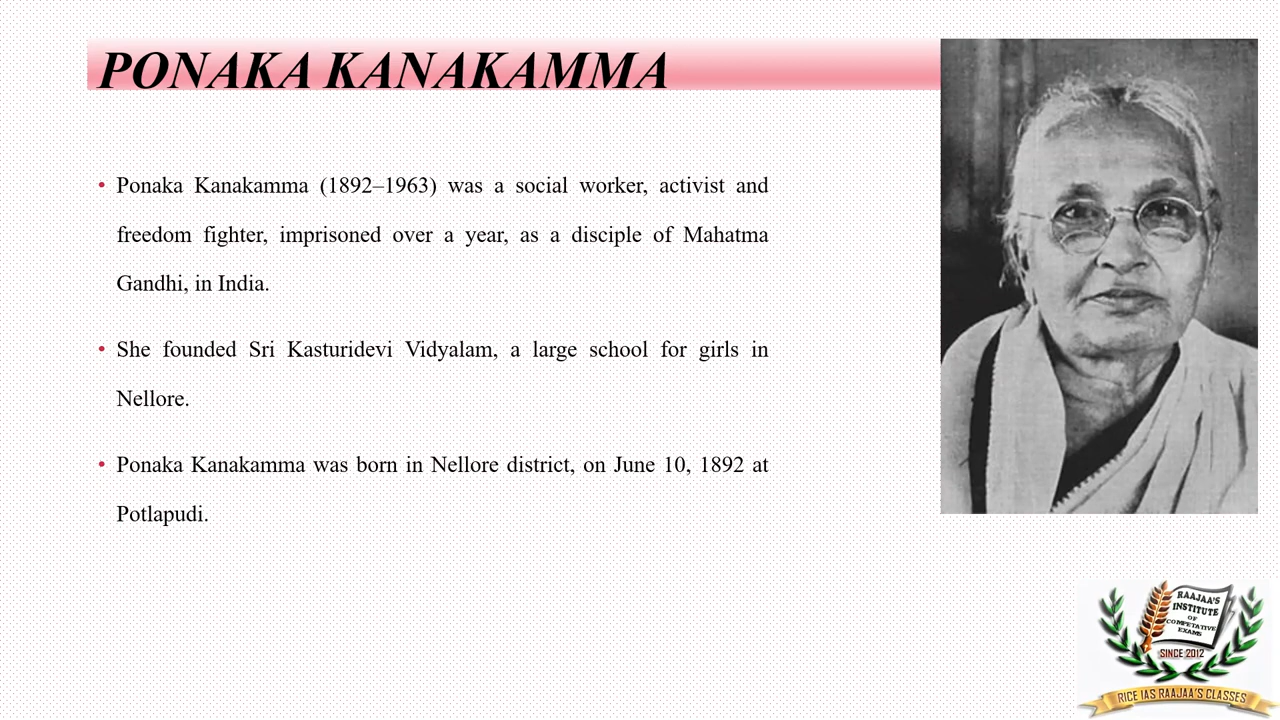 PONAKA KANAKAMMA
• Ponaka Kanakamma (1892–1963) was a social worker, activist and
freedom fighter, imprisoned over a year, as a disciple of Mahatma
Gandhi, in India.
• She founded Sri Kasturidevi Vidyalam, a large school for girls in
Nellore.
• Ponaka Kanakamma was born in Nellore district, on June 10, 1892 at
Potlapudi.
RAAJAA'S
INSTITUTE
OF
COMPETATIVE
EXAMS
SINCE 2012
RICE IAS RAAJAA'S CLASSES